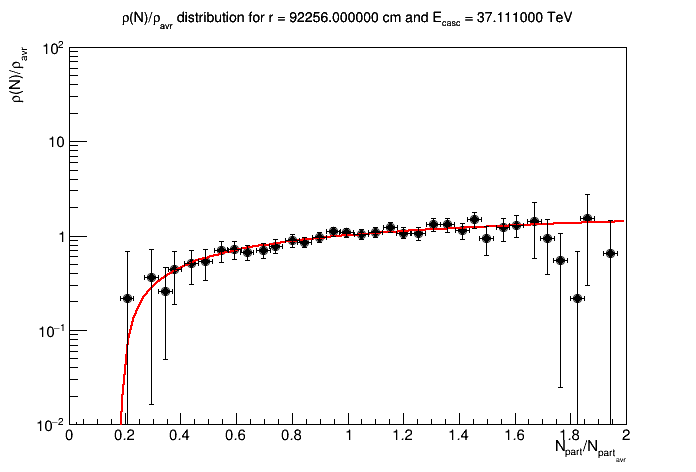 ρ(N)/ρavr distribution for r = 92256.000000 cm and Ecasc = 37.111000 TeV
ρ(N)/ρavr
10²
10
1
10⁻¹
10⁻²
0 0.2 0.4 0.6 0.8 1 1.2 1.4 1.6 1.8 2
Npart/Npartavr